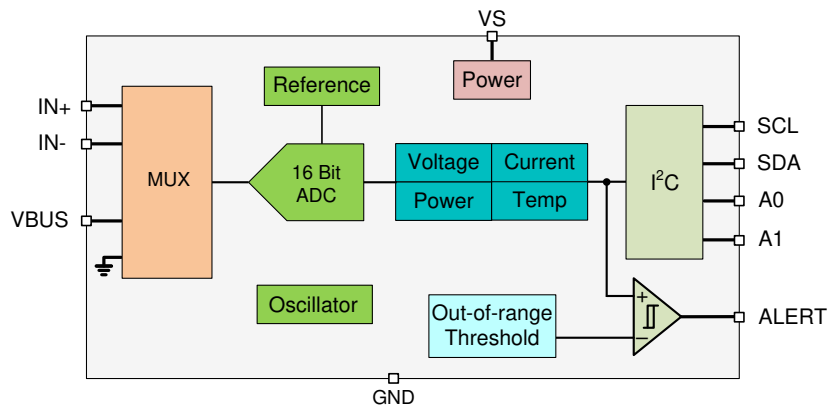 VS
Power
Reference
IN+
IN-
VBUS
MUX
16 Bit
ADC
Voltage
Current
Power
Temp
I²C
SCL
SDA
A0
A1
Oscillator
Out-of-range
Threshold
+
−
ALERT
GND